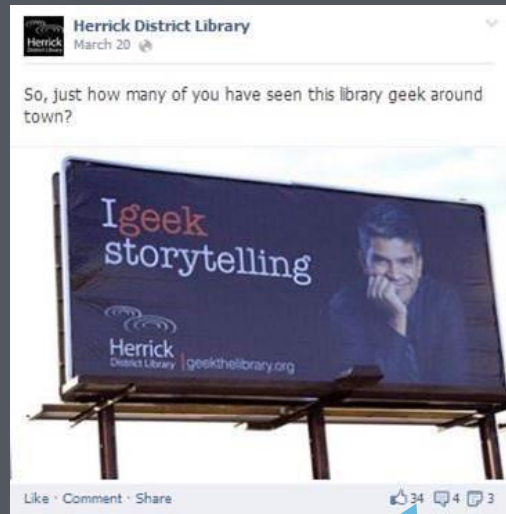 Herrick
Herrick District Library
March 20
So, just how many of you have seen this library geek around
town?
I geek
storytelling
Herrick
District Library | geekthelibrary.org
Like · Comment · Share
34 4 3